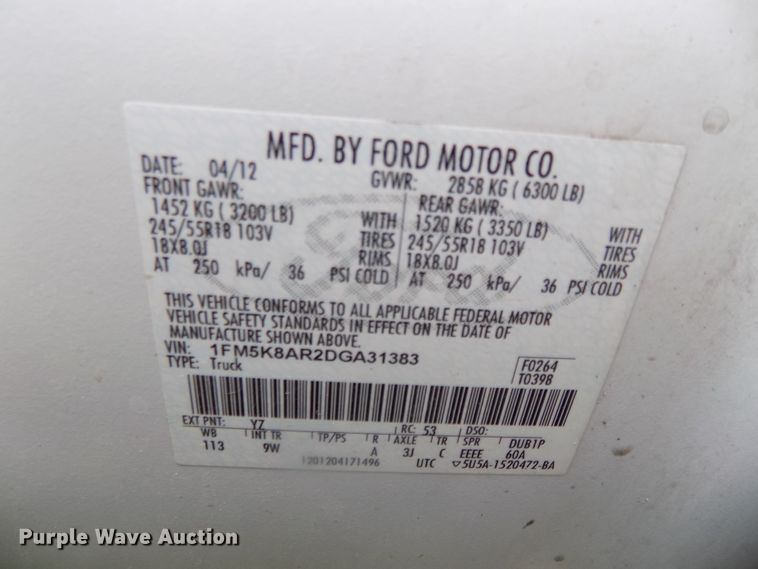 MFD. BY FORD MOTOR CO.
DATE: 04/12 GVWR: 2858 KG ( 6300 LB)
FRONT GAWR: REAR GAWR:
1452 KG ( 3200 LB) WITH 1520 KG ( 3350 LB) WITH
245/55R18 103V TIRES 245/55R18 103V TIRES
18X8.0J RIMS 18X8.0J RIMS
AT 250 kPa/ 36 PSI COLD AT 250 kPa/ 36 PSI COLD
THIS VEHICLE CONFORMS TO ALL APPLICABLE FEDERAL MOTOR
VEHICLE SAFETY STANDARDS IN EFFECT ON THE DATE OF
MANUFACTURE SHOWN ABOVE.
VIN: 1FM5K8AR2DGA31383 F0264
TYPE: Truck T0398
EXT PNT: YZ RC: 53 DSO:
WB INT TR TP/PS R AXLE TR SPR DUB1P
113 9W A 3J C EEEE 60A
1201204171496 UTC ▽5U5A-1520472-BA
Purple Wave Auction